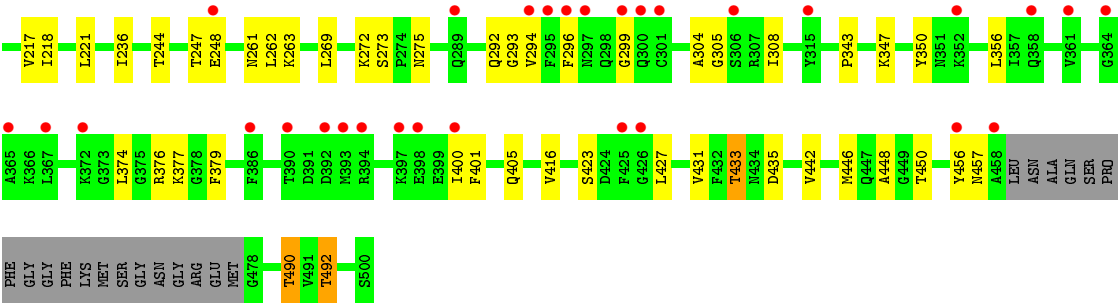 V217 I218 L221 I236 T244 T247 E248 N261 L262 K263 L269 K272 S273 P274 N275 Q289 Q292 G293 V294 F295 F296 N297 Q298 G299 Q300 C301 A304 G305 S306 R307 I308 Y315 P343 K347 Y350 N351 K352 L356 I357 Q358 V361 G364
A365 K366 L367 K372 G373 L374 G375 R376 K377 G378 F379 F386 T390 D391 D392 M393 R394 K397 E398 E399 I400 F401 Q405 V416 S423 D424 F425 G426 L427 V431 F432 T433 N434 D435 V442 M446 Q447 A448 G449 T450 Y456 N457 A458 LEU ASN ALA GLN SER PRO
PHE GLY GLY PHE LYS MET SER GLY ASN GLY ARG GLU MET G478 T490 V491 T492 S500